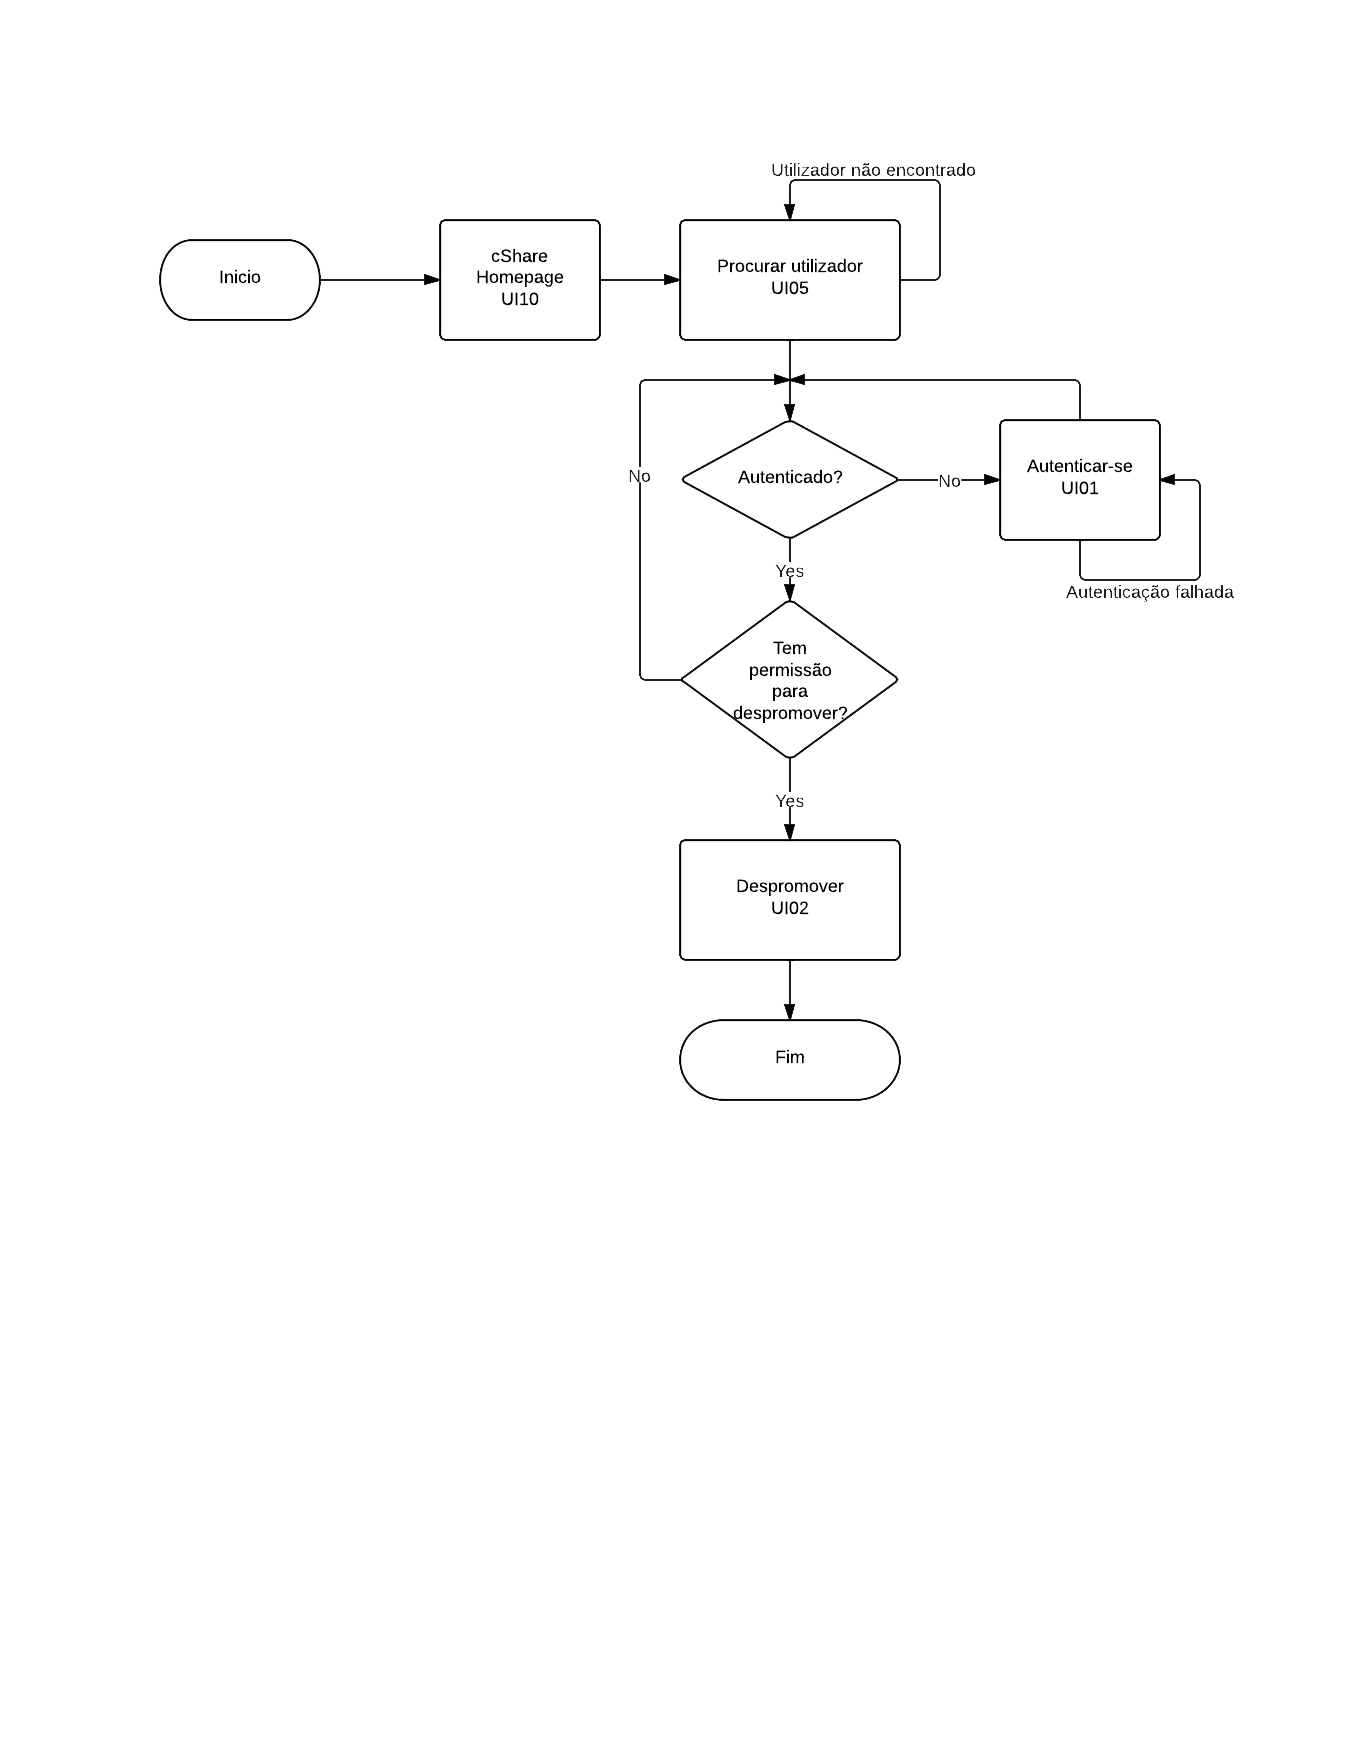 Utilizador não encontrado
Inicio
cShare
Homepage
UI10
Procurar utilizador
UI05
No
Autenticado?
No
Autenticar-se
UI01
Yes
Autenticação falhada
Tem
permissão
para
despromover?
Yes
Despromover
UI02
Fim